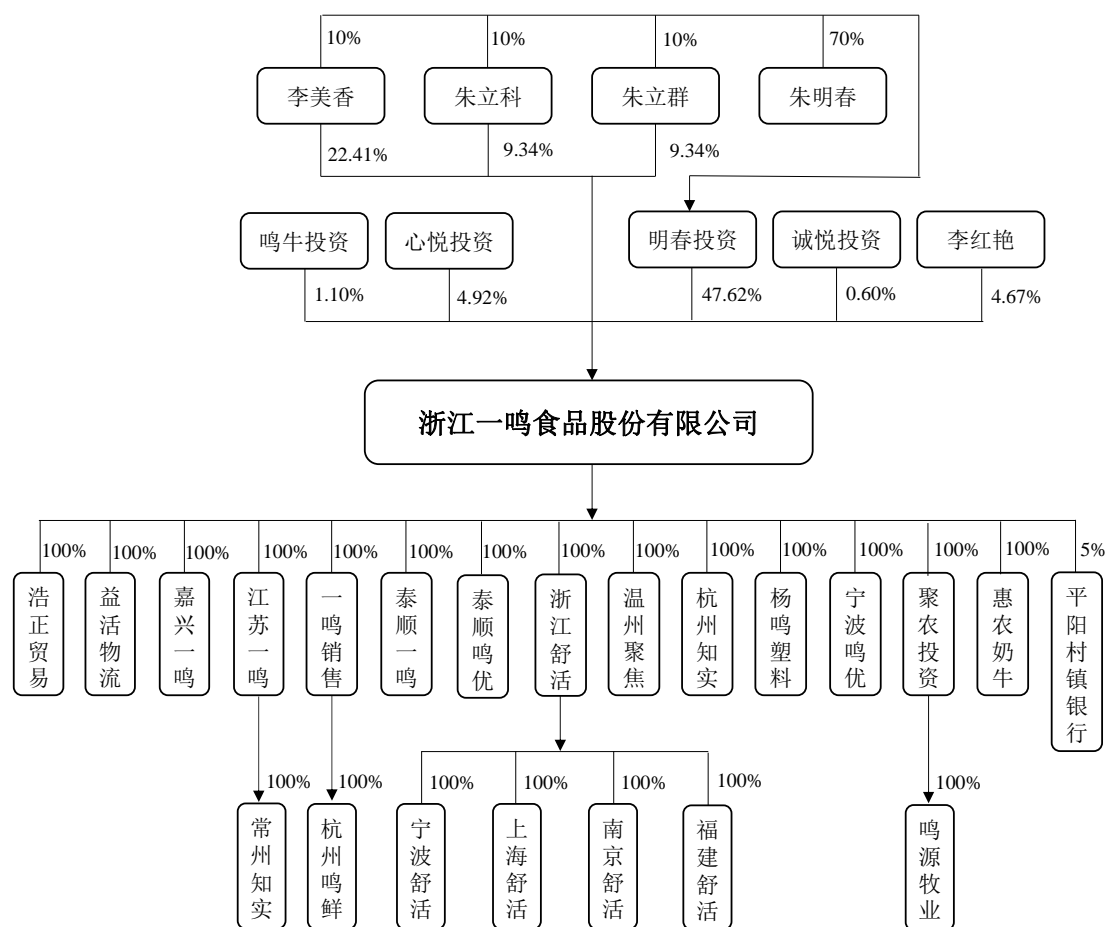 10%
10%
10%
70%
李美香
朱立科
朱立群
朱明春
22.41%
9.34%
9.34%
鸣牛投资
心悦投资
明春投资
诚悦投资
李红艳
1.10%
4.92%
47.62%
0.60%
4.67%
浙江一鸣食品股份有限公司
100%
100%
100%
100%
100%
100%
100%
100%
100%
100%
100%
100%
100%
100%
5%
浩正贸易
益活物流
嘉兴一鸣
江苏一鸣
一鸣销售
泰顺一鸣
泰顺鸣优
浙江舒活
温州聚焦
杭州知实
杨鸣塑料
宁波鸣优
聚农投资
惠农奶牛
平阳村镇银行
100%
100%
100%
100%
100%
100%
100%
常州知实
杭州鸣鲜
宁波舒活
上海舒活
南京舒活
福建舒活
鸣源牧业